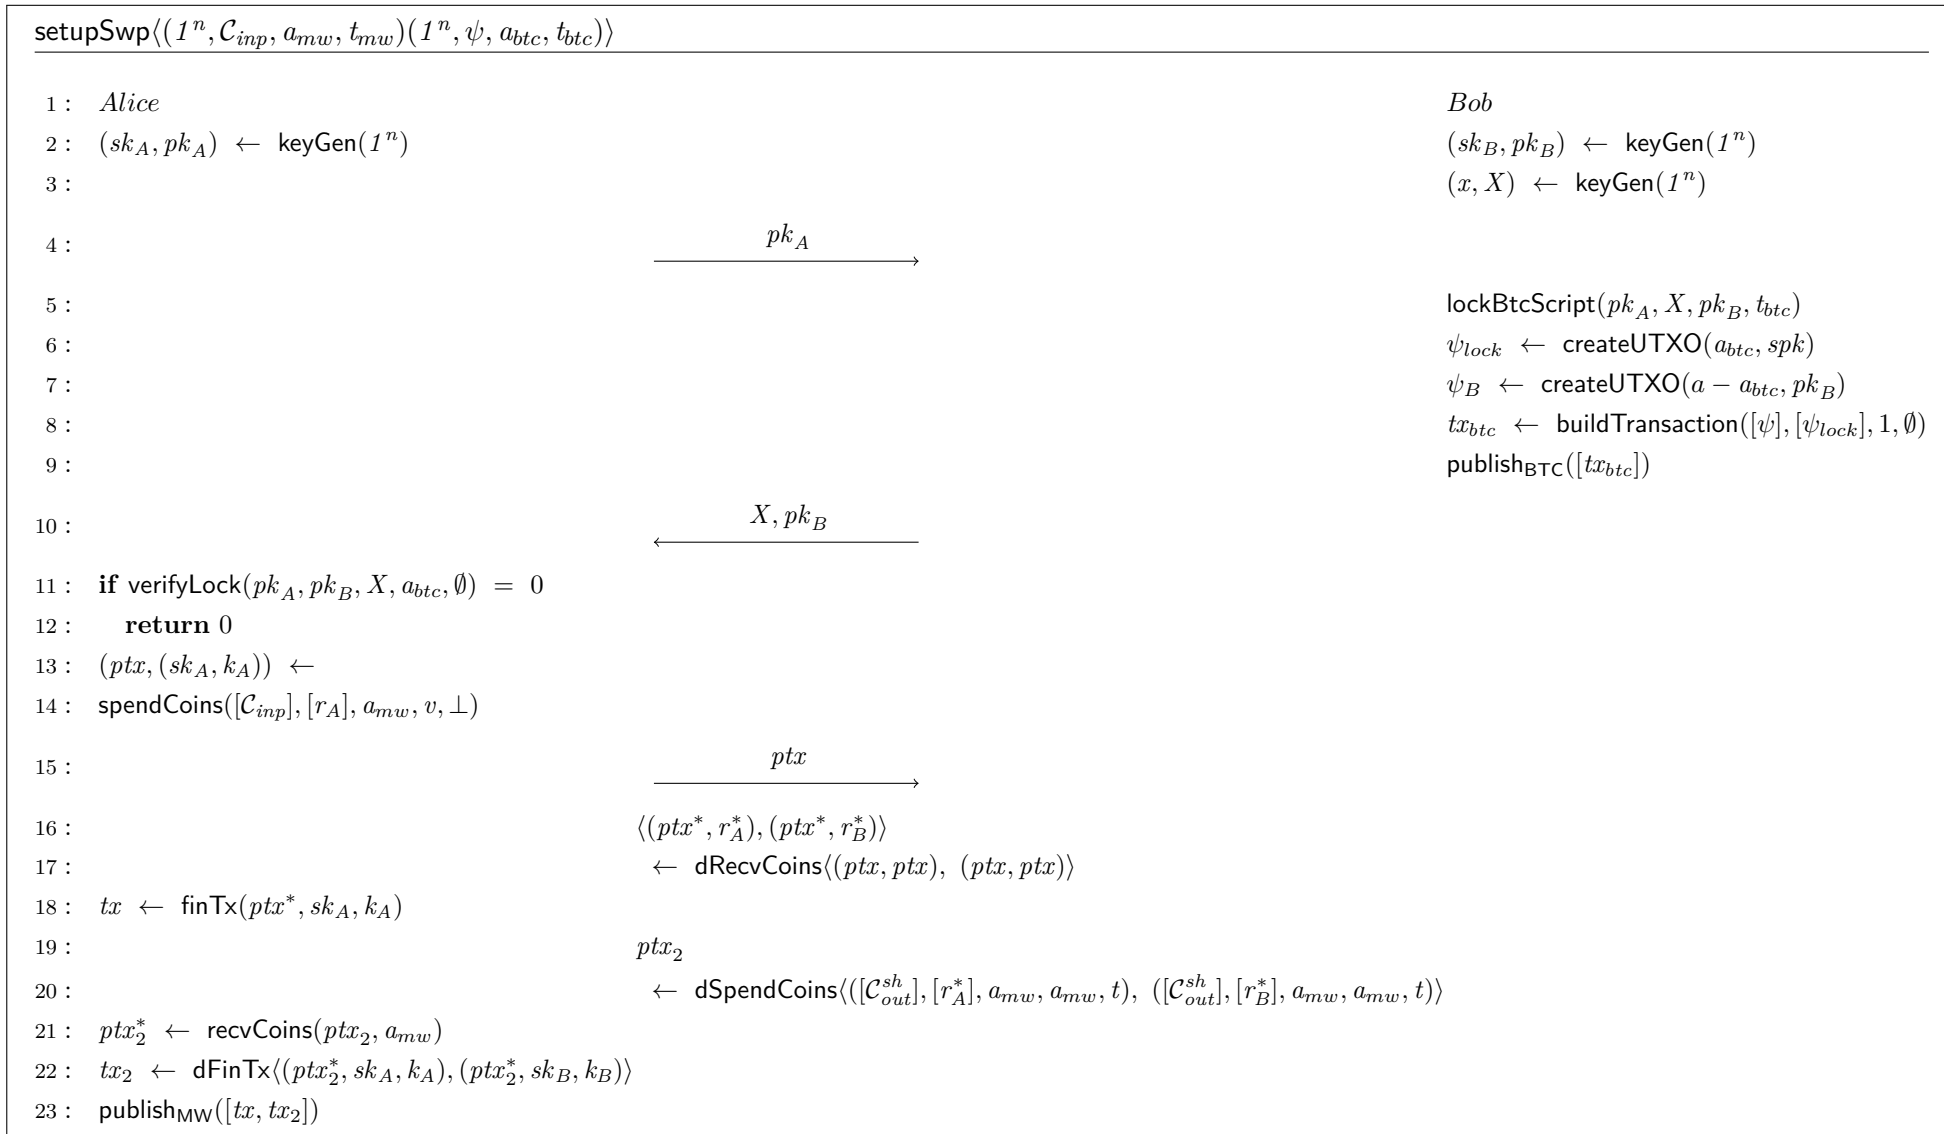 setupSwp⟨(1^n, C_inp, a_mw, t_mw)(1^n, ψ, a_btc, t_btc)⟩
1 : Alice Bob
2 : (sk_A, pk_A) ← keyGen(1^n) (sk_B, pk_B) ← keyGen(1^n)
3 : (x, X) ← keyGen(1^n)
4 : pk_A
5 : lockBtcScript(pk_A, X, pk_B, t_btc)
6 : ψ_lock ← createUTXO(a_btc, spk)
7 : ψ_B ← createUTXO(a − a_btc, pk_B)
8 : tx_btc ← buildTransaction([ψ], [ψ_lock], 1, ∅)
9 : publish_BTC([tx_btc])
10 : X, pk_B
11 : if verifyLock(pk_A, pk_B, X, a_btc, ∅) = 0
12 : return 0
13 : (ptx, (sk_A, k_A)) ←
14 : spendCoins([C_inp], [r_A], a_mw, v, ⊥)
15 : ptx
16 : ⟨(ptx*, r*_A), (ptx*, r*_B)⟩
17 : ← dRecvCoins⟨(ptx, ptx), (ptx, ptx)⟩
18 : tx ← finTx(ptx*, sk_A, k_A)
19 : ptx_2
20 : ← dSpendCoins⟨([C^sh_out], [r*_A], a_mw, a_mw, t), ([C^sh_out], [r*_B], a_mw, a_mw, t)⟩
21 : ptx*_2 ← recvCoins(ptx_2, a_mw)
22 : tx_2 ← dFinTx⟨(ptx*_2, sk_A, k_A), (ptx*_2, sk_B, k_B)⟩
23 : publish_MW([tx, tx_2])